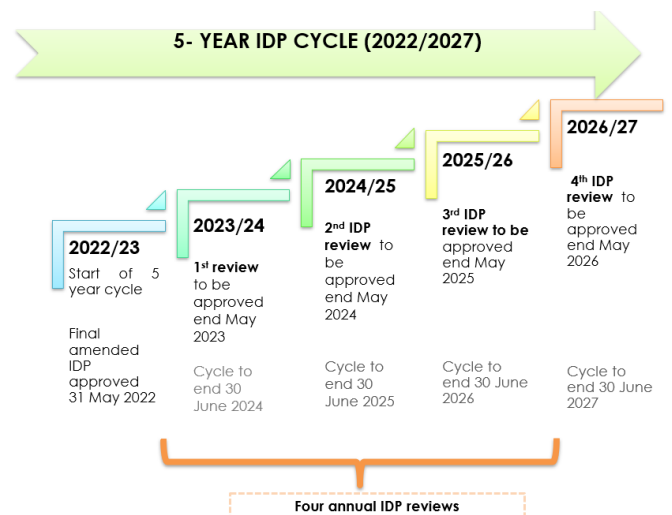 5- YEAR IDP CYCLE (2022/2027)
2022/23
Start of 5
year cycle
Final
amended
IDP
approved
31 May 2022
2023/24
1st review
to be
approved
end May
2023
Cycle to
end 30
June 2024
2024/25
2nd IDP
review to
be
approved
end May
2024
Cycle to
end 30
June 2025
2025/26
3rd IDP
review to be
approved
end May
2025
Cycle to
end 30 June
2026
2026/27
4th IDP
review to
be
approved
end May
2026
Cycle to
end 30 June
2027
Four annual IDP reviews